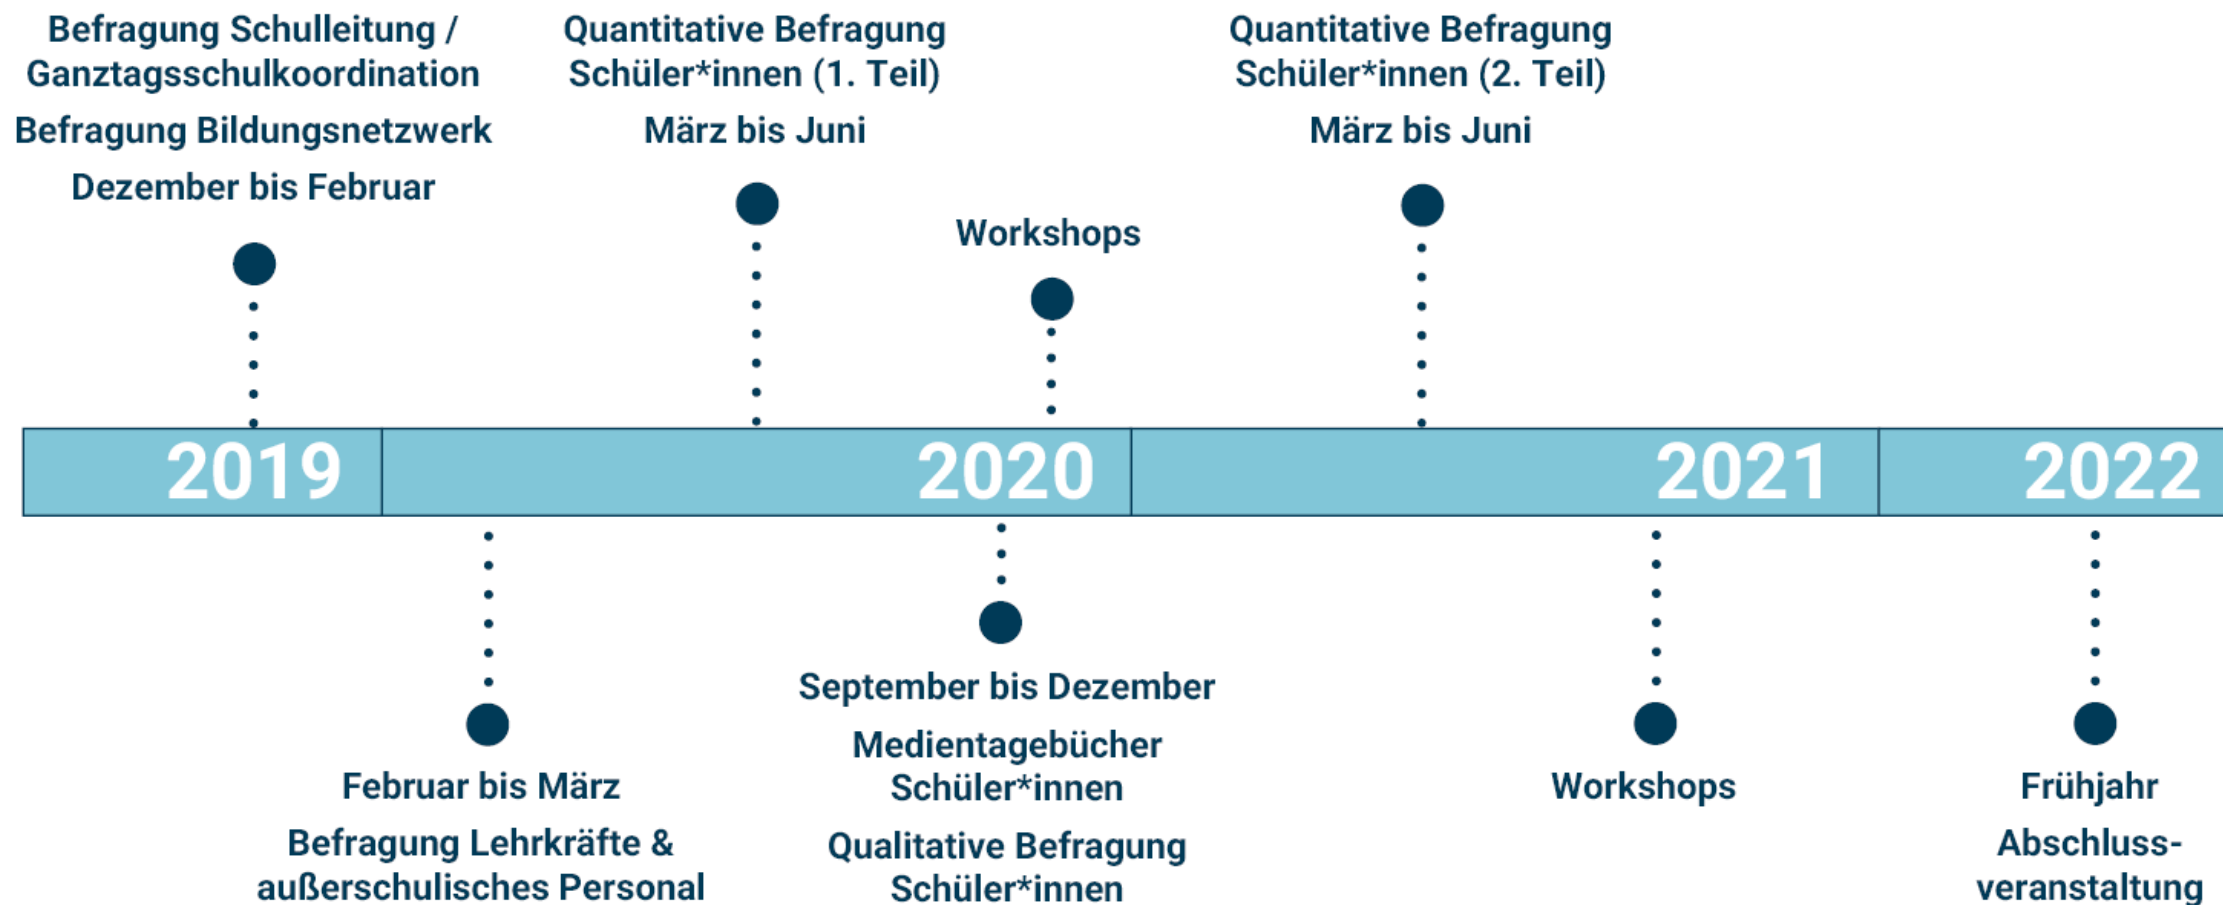 Befragung Schulleitung /
Ganztagsschulkoordination
Befragung Bildungsnetzwerk
Dezember bis Februar
Quantitative Befragung
Schüler*innen (1. Teil)
März bis Juni
Workshops
Quantitative Befragung
Schüler*innen (2. Teil)
März bis Juni
2019
2020
2021
2022
Februar bis März
Befragung Lehrkräfte &
außerschulisches Personal
September bis Dezember
Medientagebücher
Schüler*innen
Qualitative Befragung
Schüler*innen
Workshops
Frühjahr
Abschluss-
veranstaltung